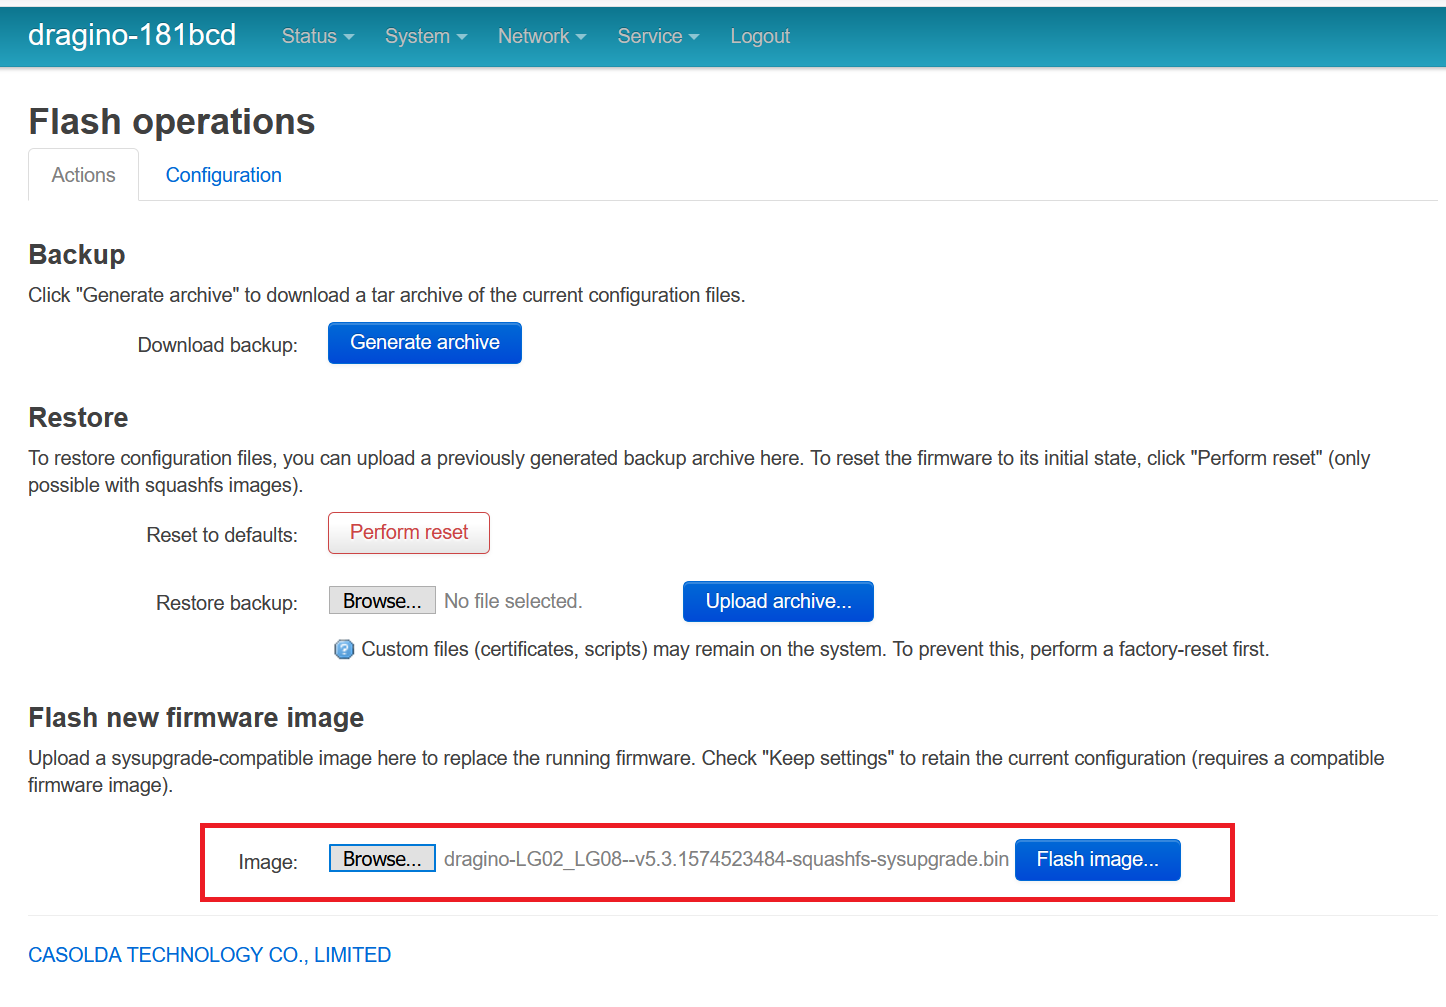 dragino-181bcd Status System Network Service Logout
Flash operations
Actions Configuration
Backup
Click "Generate archive" to download a tar archive of the current configuration files.
Download backup: Generate archive
Restore
To restore configuration files, you can upload a previously generated backup archive here. To reset the firmware to its initial state, click "Perform reset" (only
possible with squashfs images).
Reset to defaults: Perform reset
Restore backup: Browse... No file selected. Upload archive...
Custom files (certificates, scripts) may remain on the system. To prevent this, perform a factory-reset first.
Flash new firmware image
Upload a sysupgrade-compatible image here to replace the running firmware. Check "Keep settings" to retain the current configuration (requires a compatible
firmware image).
Image: Browse... dragino-LG02_LG08--v5.3.1574523484-squashfs-sysupgrade.bin Flash image...
CASOLDA TECHNOLOGY CO., LIMITED